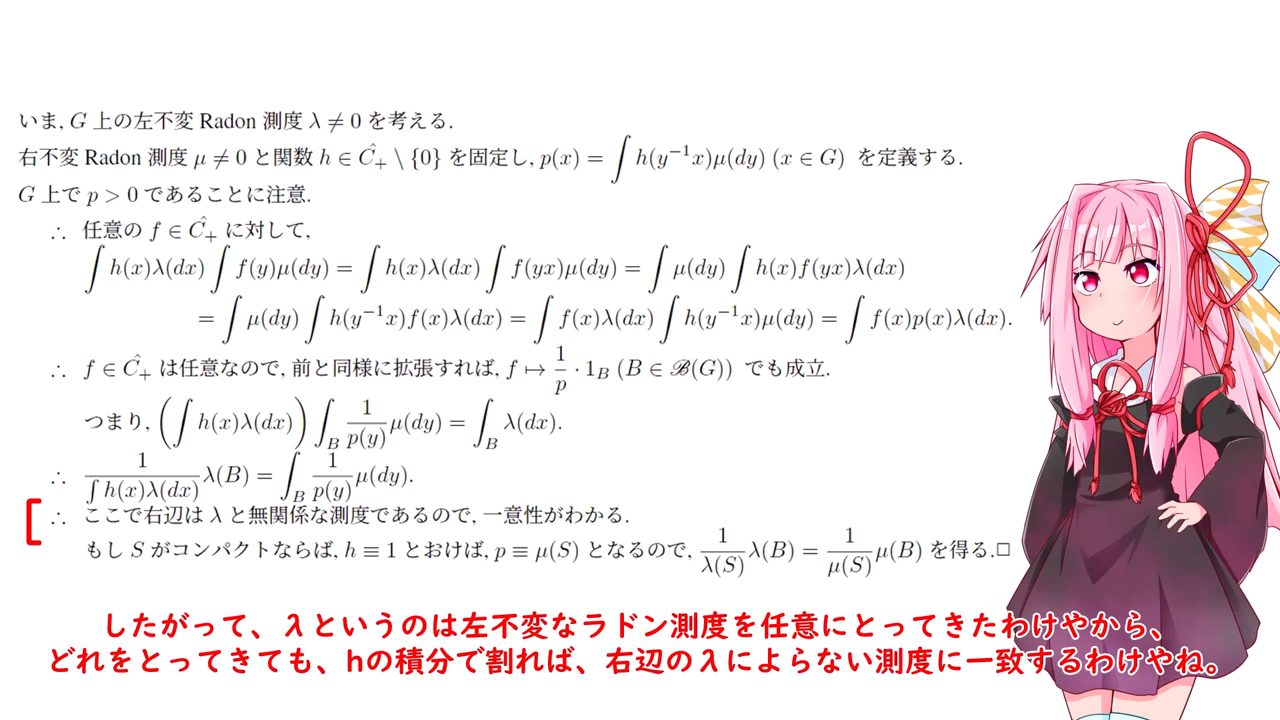 いま, G 上の左不変 Radon 測度 λ ≠ 0 を考える.
右不変 Radon 測度 μ ≠ 0 と関数 h ∈ Ĉ₊ \ {0} を固定し, p(x) = ∫ h(y⁻¹x)μ(dy) (x ∈ G) を定義する.
G 上で p > 0 であることに注意.
∴ 任意の f ∈ Ĉ₊ に対して,
∫ h(x)λ(dx) ∫ f(y)μ(dy) = ∫ h(x)λ(dx) ∫ f(yx)μ(dy) = ∫ μ(dy) ∫ h(x)f(yx)λ(dx)
= ∫ μ(dy) ∫ h(y⁻¹x)f(x)λ(dx) = ∫ f(x)λ(dx) ∫ h(y⁻¹x)μ(dy) = ∫ f(x)p(x)λ(dx).
∴ f ∈ Ĉ₊ は任意なので, 前と同様に拡張すれば, f ↦ 1/p · 1_B (B ∈ ℬ(G)) でも成立.
つまり, (∫ h(x)λ(dx)) ∫_B 1/p(y) μ(dy) = ∫_B λ(dx).
∴ 1/∫ h(x)λ(dx) λ(B) = ∫_B 1/p(y) μ(dy).
∴ ここで右辺は λ と無関係な測度であるので, 一意性がわかる.
もし S がコンパクトならば, h ≡ 1 とおけば, p ≡ μ(S) となるので, 1/λ(S) λ(B) = 1/μ(S) μ(B) を得る.□
したがって、λというのは左不変なラドン測度を任意にとってきたわけやから、
どれをとってきても、hの積分で割れば、右辺のλによらない測度に一致するわけやね。